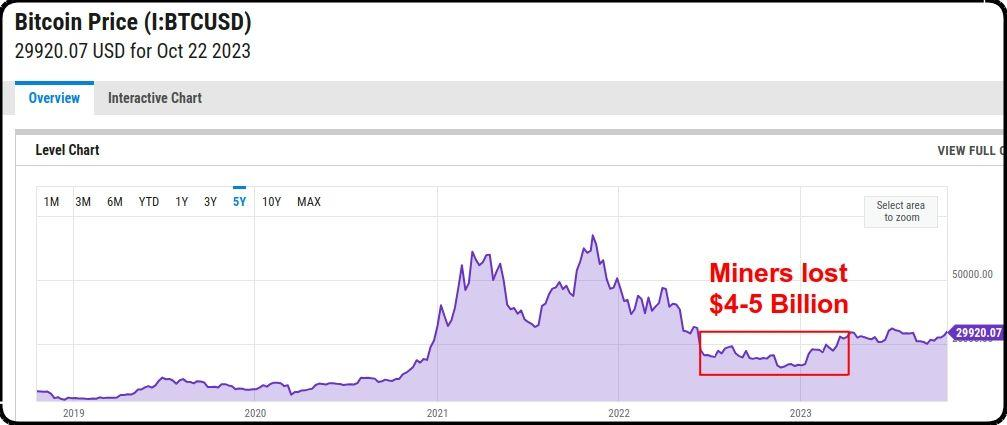 Bitcoin Price (I:BTCUSD)
29920.07 USD for Oct 22 2023
Overview Interactive Chart
Level Chart VIEW FULL
1M 3M 6M YTD 1Y 3Y 5Y 10Y MAX
Select area
to zoom
Miners lost
$4-5 Billion
50000.00
29920.07
2019 2020 2021 2022 2023